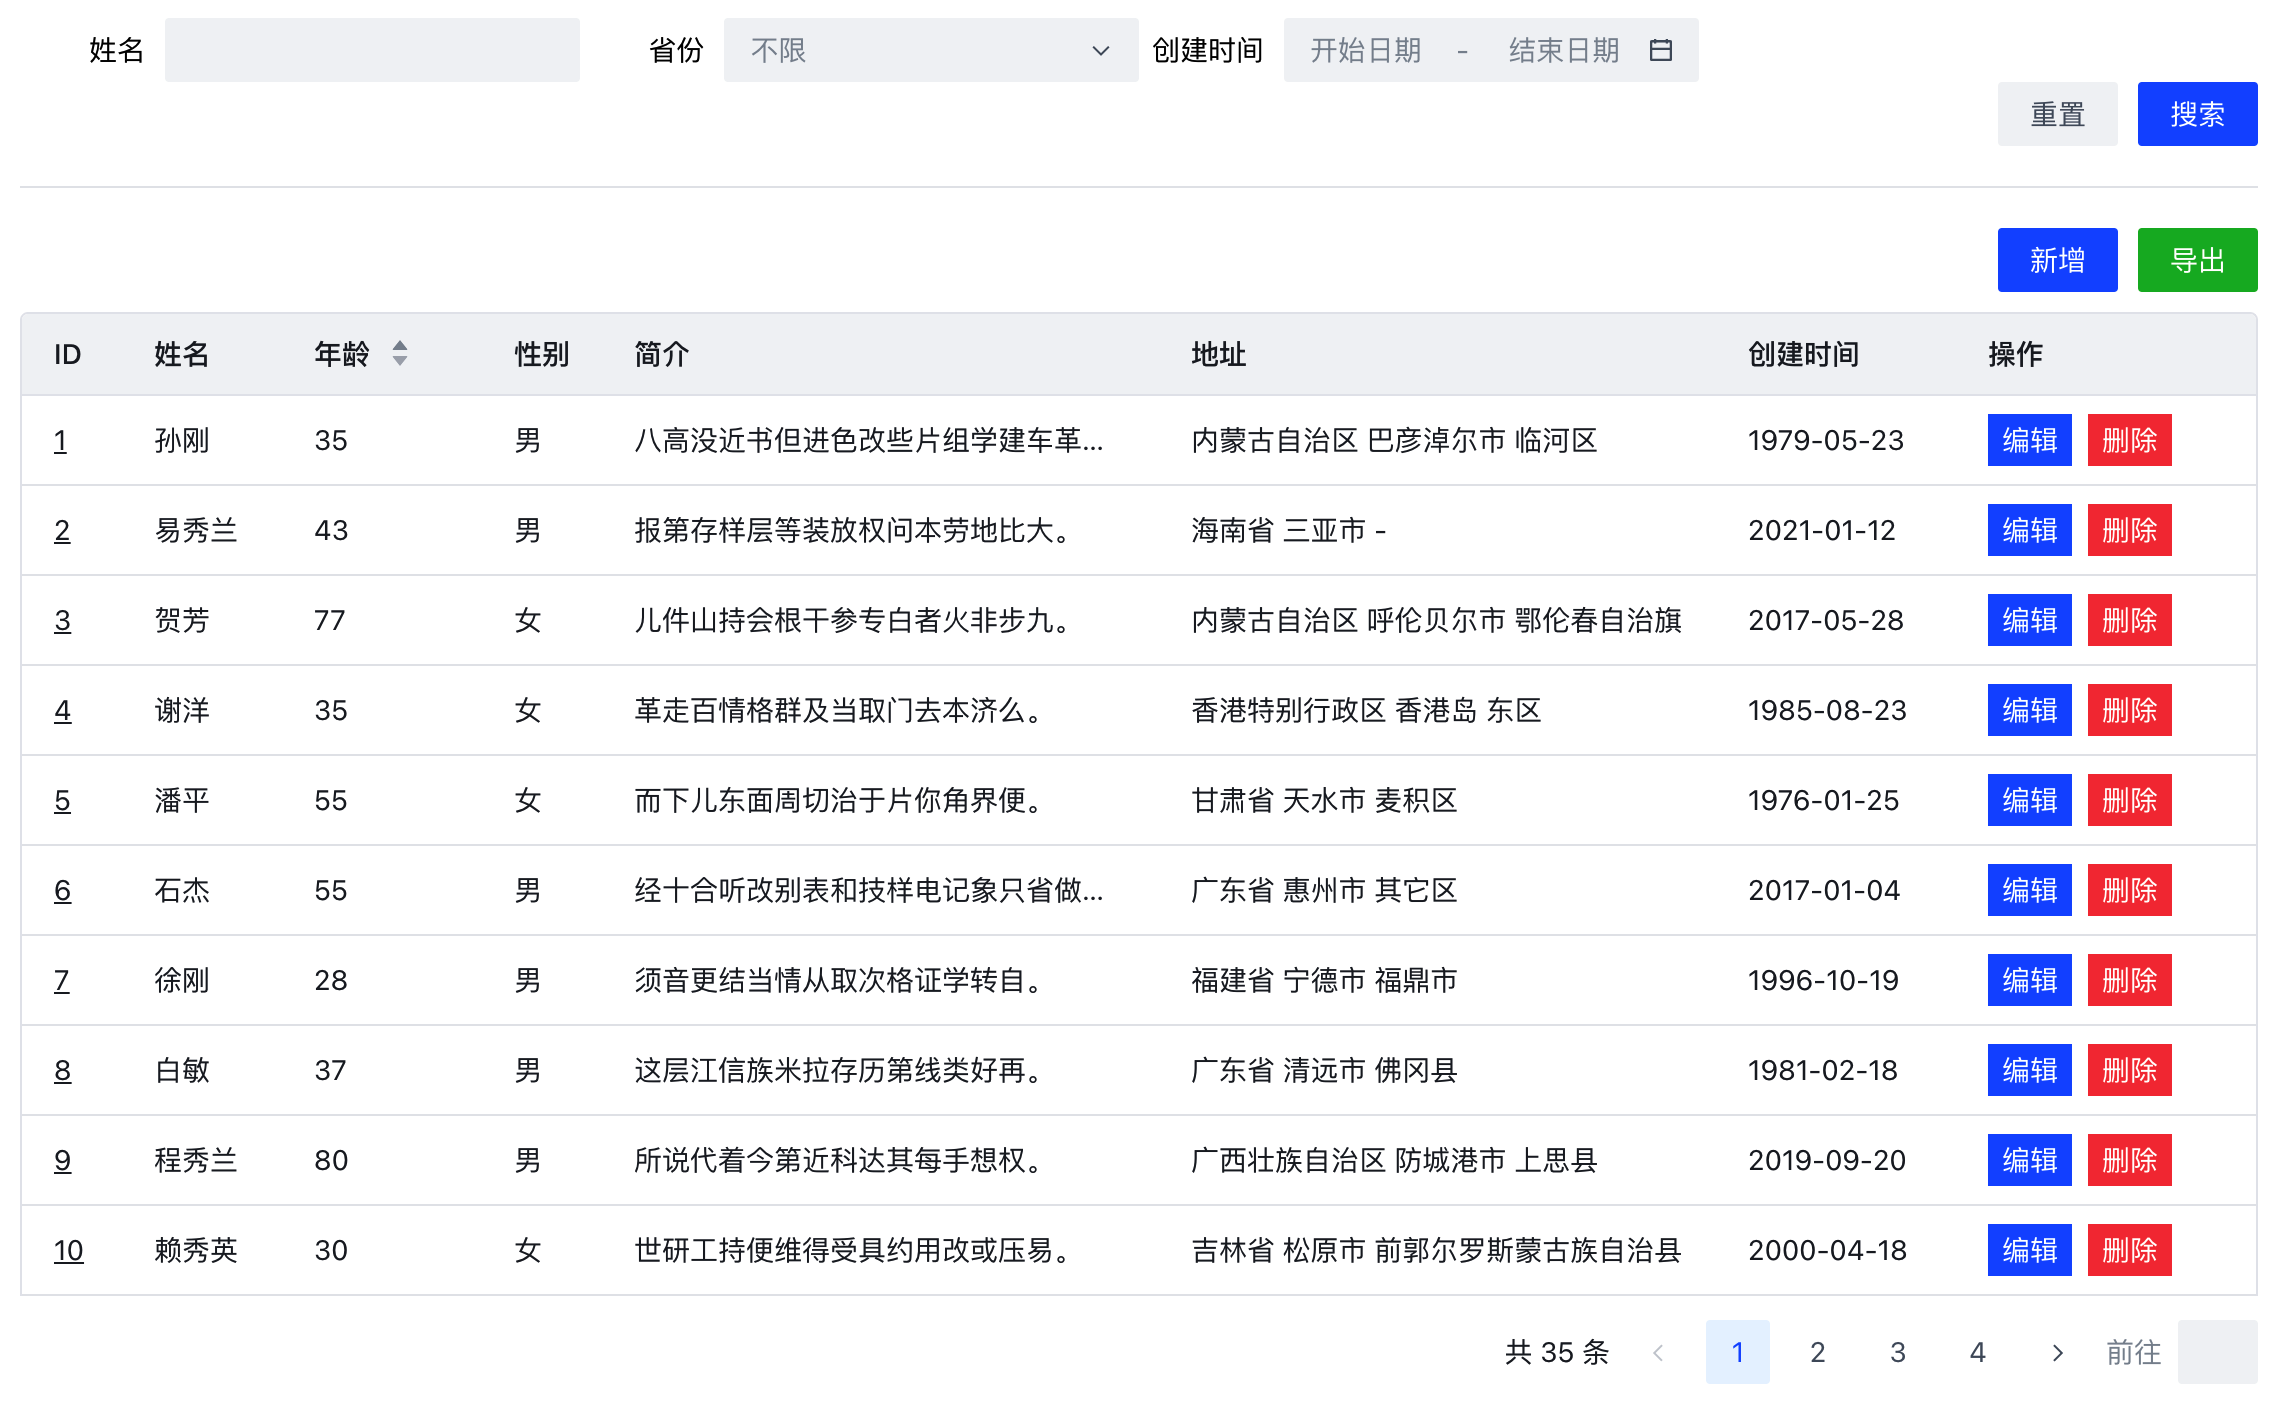 姓名 省份 不限 创建时间 开始日期 - 结束日期
重置 搜索
新增 导出
ID 姓名 年龄 性别 简介 地址 创建时间 操作
1 孙刚 35 男 八高没近书但进色改些片组学建车革... 内蒙古自治区 巴彦淖尔市 临河区 1979-05-23 编辑 删除
2 易秀兰 43 男 报第存样层等装放权问本劳地比大。 海南省 三亚市 - 2021-01-12 编辑 删除
3 贺芳 77 女 儿件山持会根干参专白者火非步九。 内蒙古自治区 呼伦贝尔市 鄂伦春自治旗 2017-05-28 编辑 删除
4 谢洋 35 女 革走百情格群及当取门去本济么。 香港特别行政区 香港岛 东区 1985-08-23 编辑 删除
5 潘平 55 女 而下儿东面周切治于片你角界便。 甘肃省 天水市 麦积区 1976-01-25 编辑 删除
6 石杰 55 男 经十合听改别表和技样电记象只省做... 广东省 惠州市 其它区 2017-01-04 编辑 删除
7 徐刚 28 男 须音更结当情从取次格证学转自。 福建省 宁德市 福鼎市 1996-10-19 编辑 删除
8 白敏 37 男 这层江信族米拉存历第线类好再。 广东省 清远市 佛冈县 1981-02-18 编辑 删除
9 程秀兰 80 男 所说代着今第近科达其每手想权。 广西壮族自治区 防城港市 上思县 2019-09-20 编辑 删除
10 赖秀英 30 女 世研工持便维得受具约用改或压易。 吉林省 松原市 前郭尔罗斯蒙古族自治县 2000-04-18 编辑 删除
共 35 条 1 2 3 4 前往